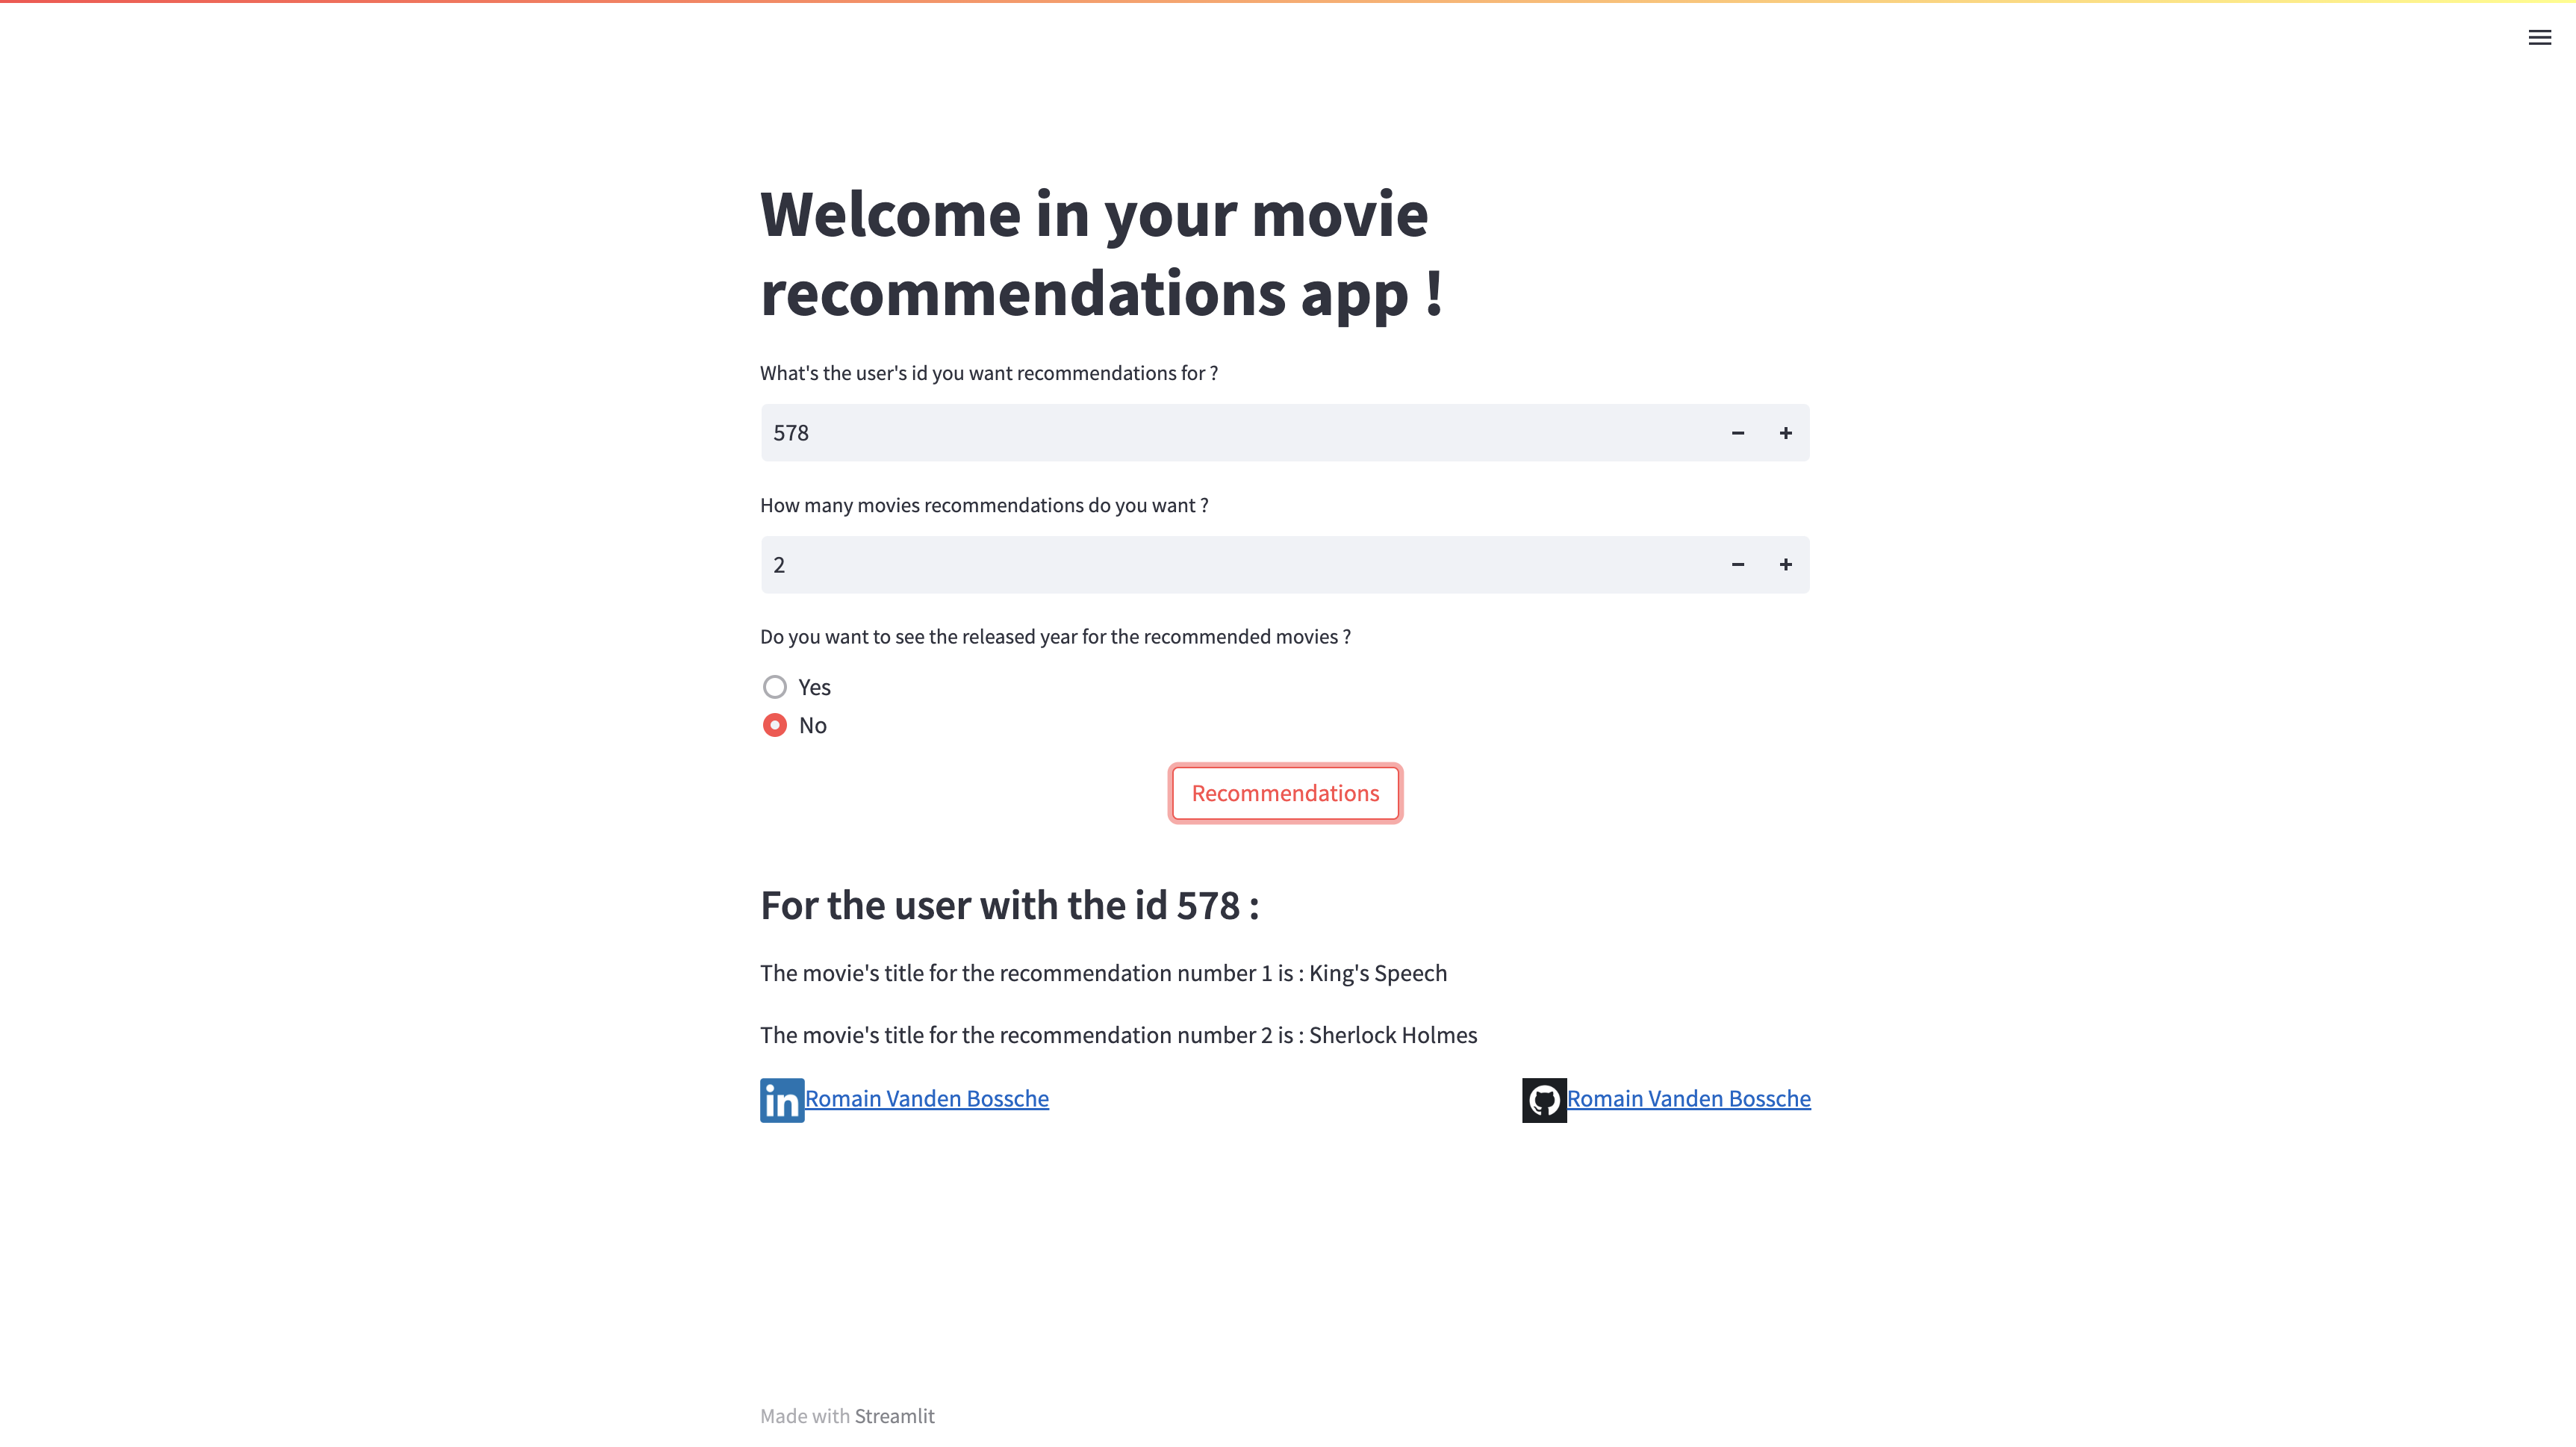 Welcome in your movie
recommendations app !
What's the user's id you want recommendations for ?
578
How many movies recommendations do you want ?
2
Do you want to see the released year for the recommended movies ?
Yes
No
Recommendations
For the user with the id 578 :
The movie's title for the recommendation number 1 is : King's Speech
The movie's title for the recommendation number 2 is : Sherlock Holmes
in Romain Vanden Bossche
Romain Vanden Bossche
Made with Streamlit